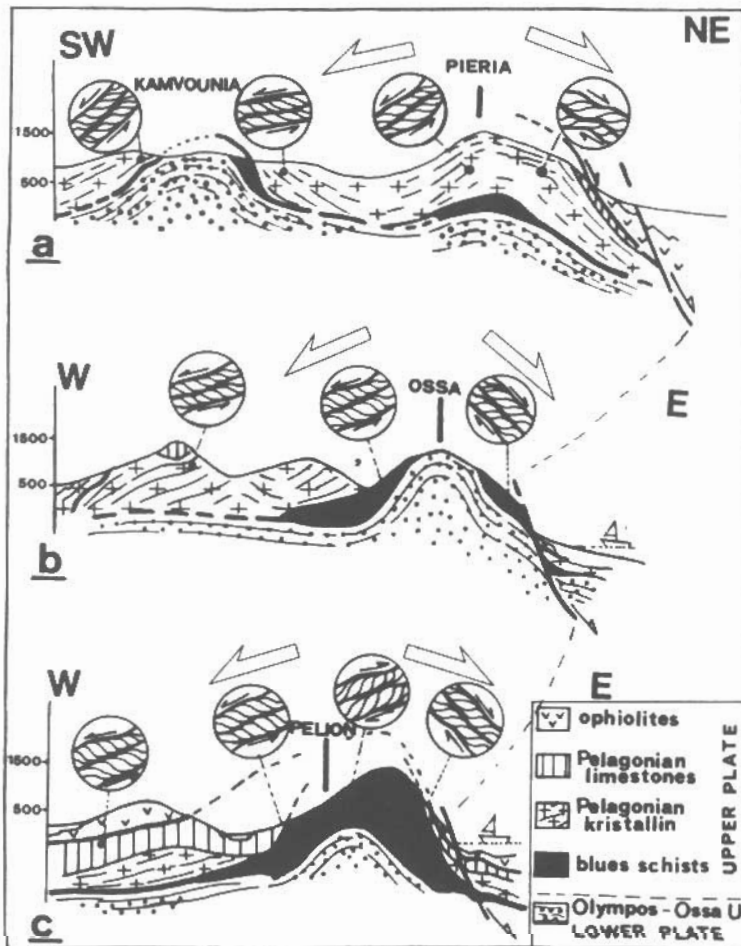 SW
NE
KAMVOUNIA
PIERIA
1500
500
a
W
OSSA
E
1500
500
?
b
W
PELION
E
1500
500
c
ophiolites
Pelagonian
limestones
Pelagonian
kristallin
blues schists
UPPER PLATE
Olympos-Ossa U
LOWER PLATE